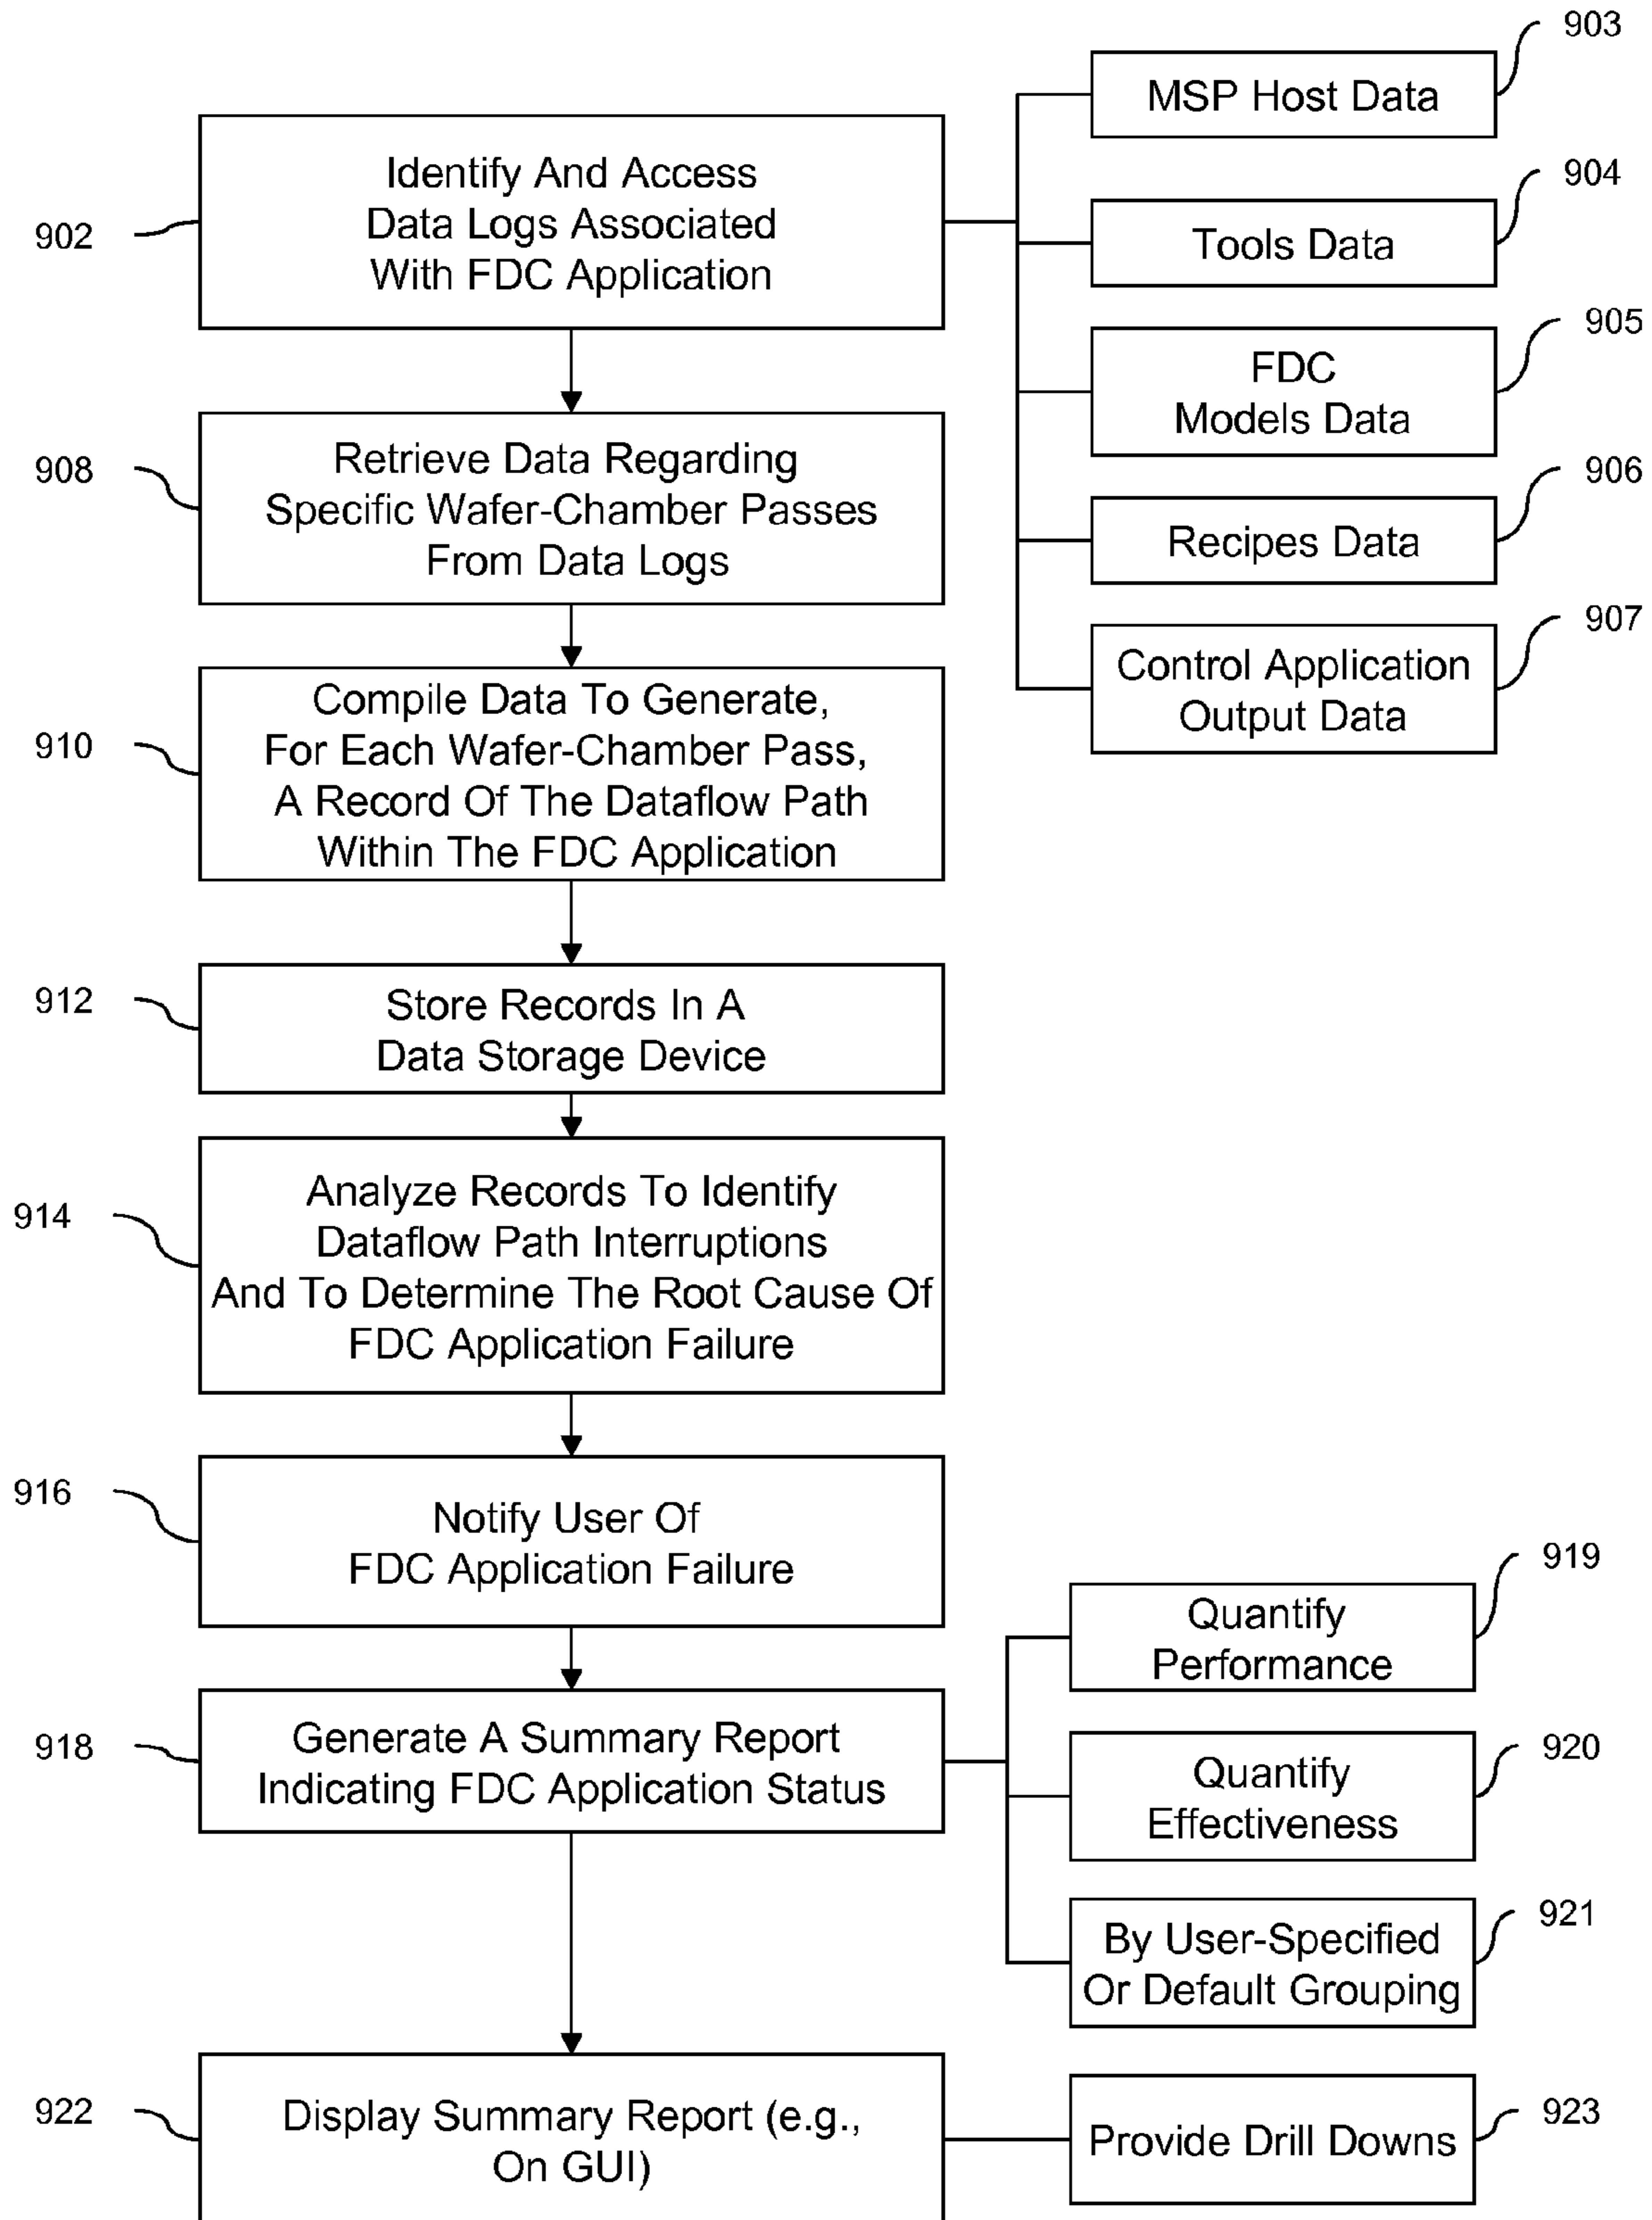 903
MSP Host Data
902
Identify And Access
Data Logs Associated
With FDC Application
904
Tools Data
905
FDC
Models Data
908
Retrieve Data Regarding
Specific Wafer-Chamber Passes
From Data Logs
906
Recipes Data
907
Control Application
Output Data
910
Compile Data To Generate,
For Each Wafer-Chamber Pass,
A Record Of The Dataflow Path
Within The FDC Application
912
Store Records In A
Data Storage Device
914
Analyze Records To Identify
Dataflow Path Interruptions
And To Determine The Root Cause Of
FDC Application Failure
916
Notify User Of
FDC Application Failure
919
Quantify
Performance
918
Generate A Summary Report
Indicating FDC Application Status
920
Quantify
Effectiveness
921
By User-Specified
Or Default Grouping
922
Display Summary Report (e.g.,
On GUI)
923
Provide Drill Downs